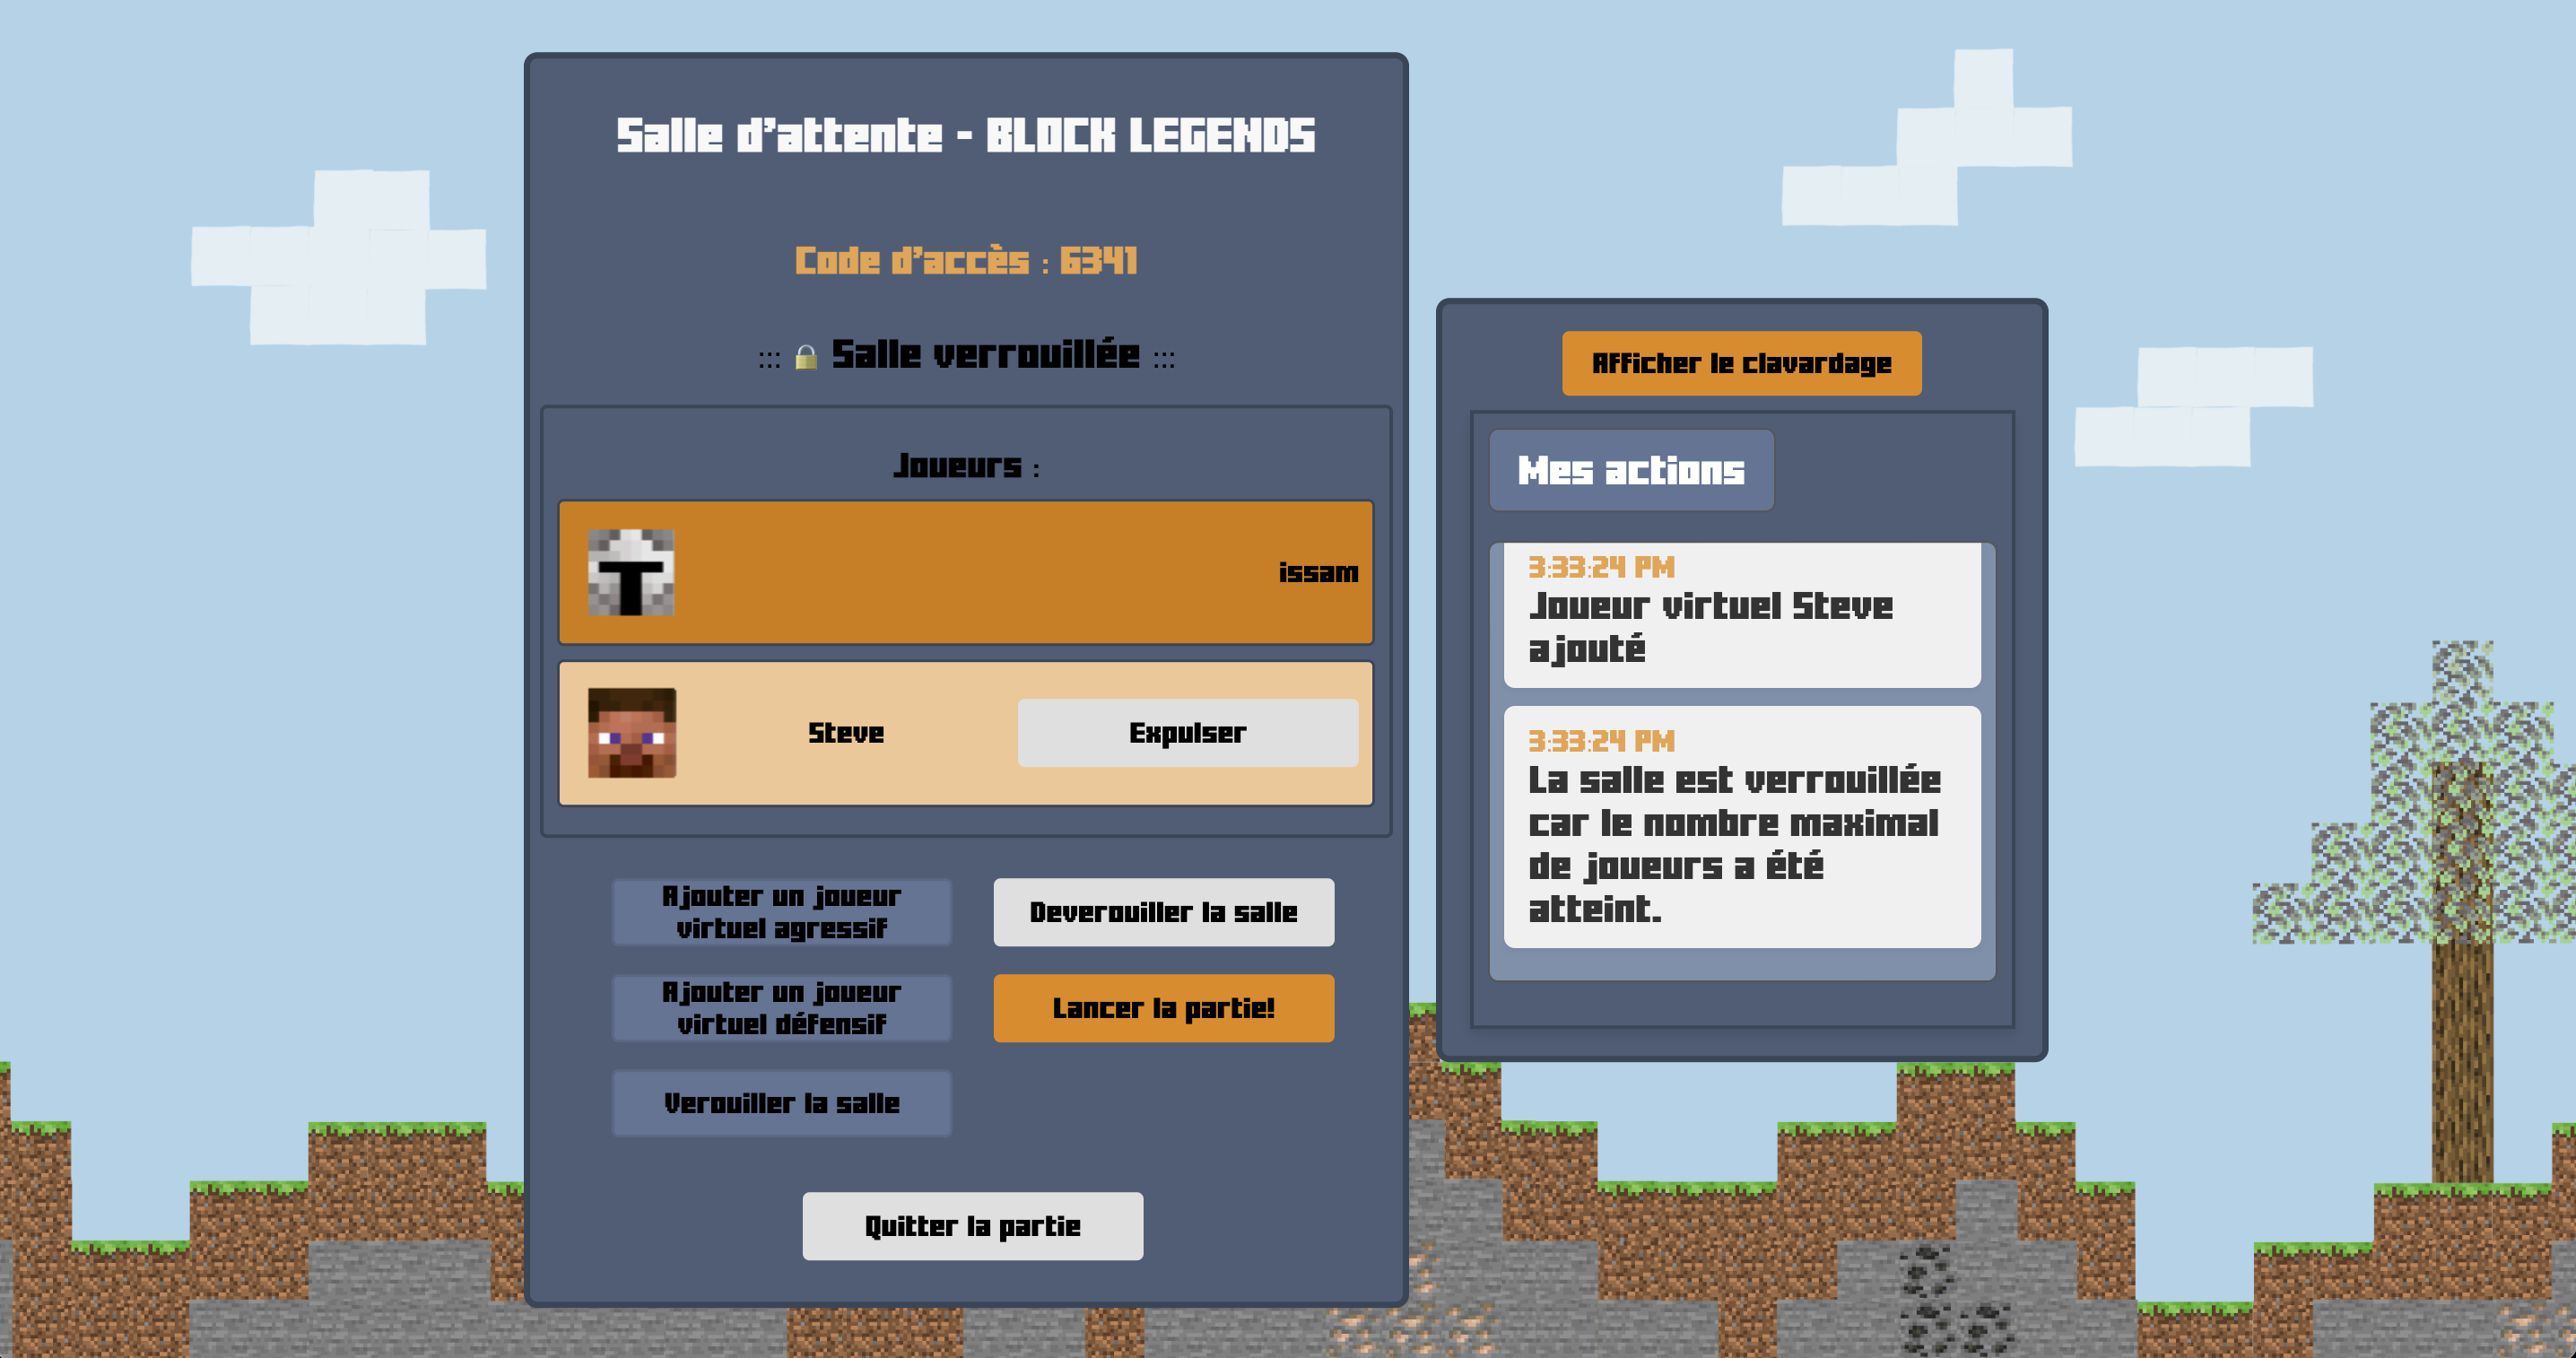 Salle d'attente - BLOCK LEGENDS
Code d'accès : 6341
::: 🔒 Salle verrouillée :::
Joueurs :
issam
Steve
Expulser
Ajouter un joueur
virtuel agressif
Deverouiller la salle
Ajouter un joueur
virtuel défensif
Lancer la partie!
Verouiller la salle
Quitter la partie
Afficher le clavardage
Mes actions
3:33:24 PM
Joueur virtuel Steve
ajouté
3:33:24 PM
La salle est verrouillée
car le nombre maximal
de joueurs a été
atteint.